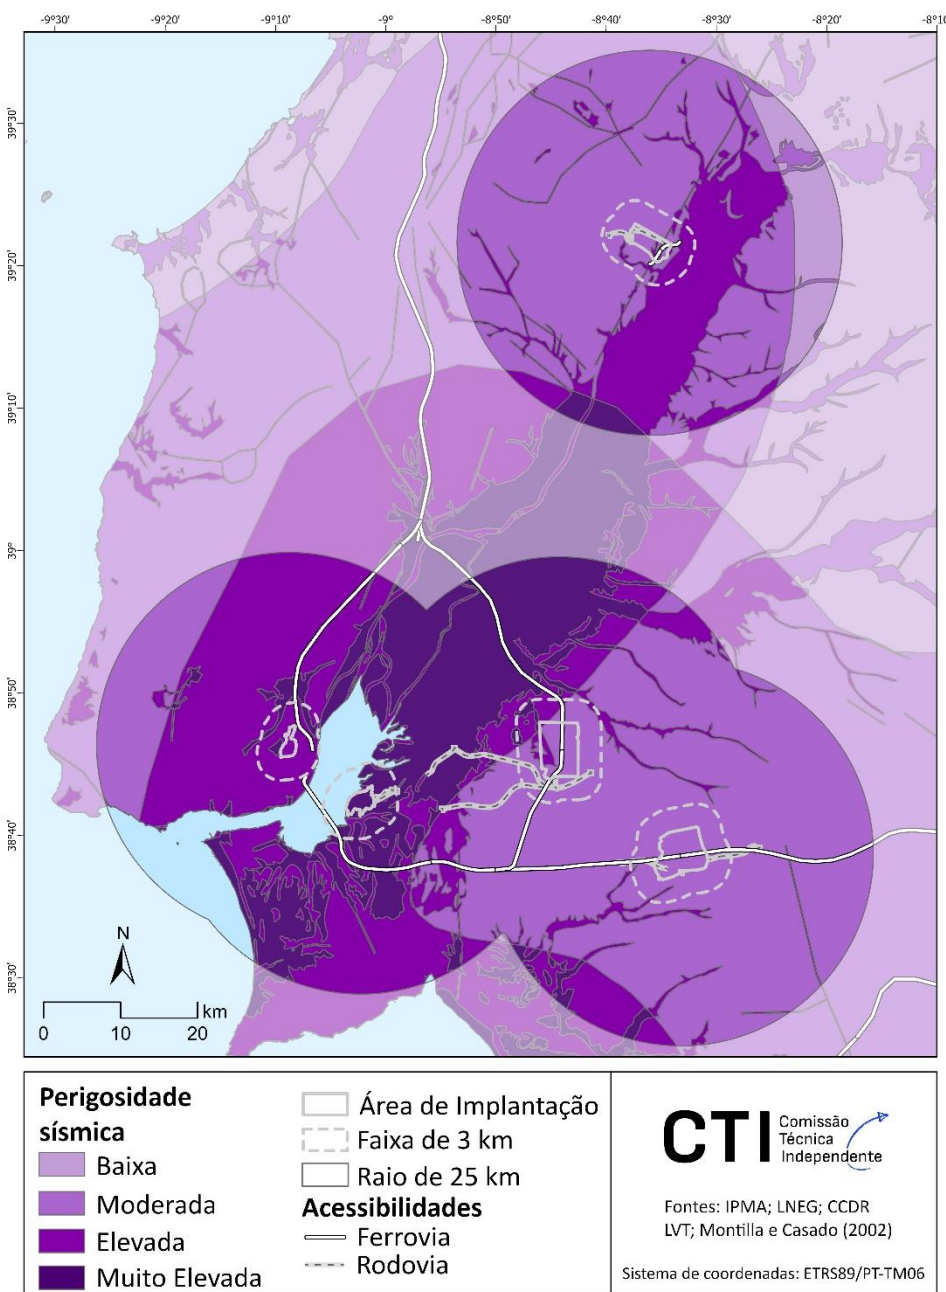 -9°30' -9°20' -9°10' -9° -8°50' -8°40' -8°30' -8°20' -8°10'
39°30'
39°20'
39°10'
39°
38°50'
38°40'
38°30'
N
0 10 20 km
Perigosidade
sísmica
Baixa
Moderada
Elevada
Muito Elevada
Área de Implantação
Faixa de 3 km
Raio de 25 km
Acessibilidades
Ferrovia
Rodovia
CTI Comissão
Técnica
Independente
Fontes: IPMA; LNEG; CCDR
LVT; Montilla e Casado (2002)
Sistema de coordenadas: ETRS89/PT-TM06